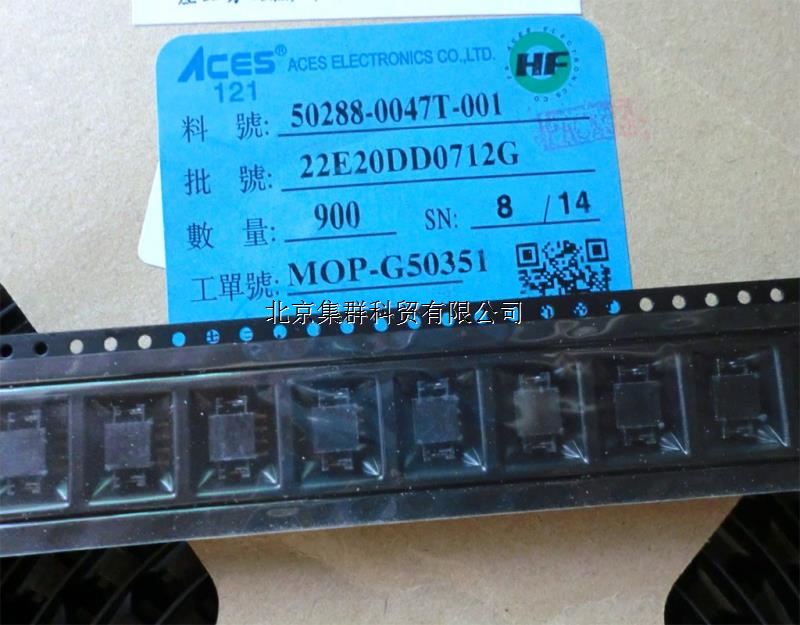 ACES® ACES ELECTRONICS CO.,LTD.
HF
121
料 號: 50288-0047T-001
批 號: 22E20DD0712G
數 量: 900 SN: 8 / 14
工單號: MOP-G50351
北京集群科贸有限公司